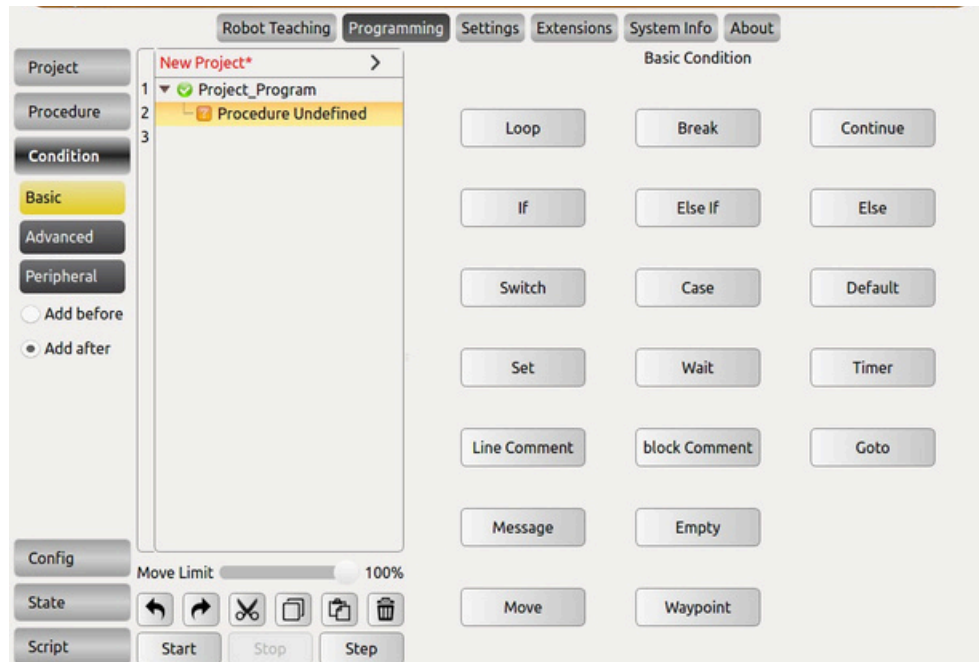 Robot Teaching Programming Settings Extensions System Info About
Project
Procedure
Condition
Basic
Advanced
Peripheral
Add before
Add after
Config
State
Script
New Project* >
1 Project_Program
2 ? Procedure Undefined
3
Move Limit 100%
Start Stop Step
Basic Condition
Loop Break Continue
If Else If Else
Switch Case Default
Set Wait Timer
Line Comment block Comment Goto
Message Empty
Move Waypoint